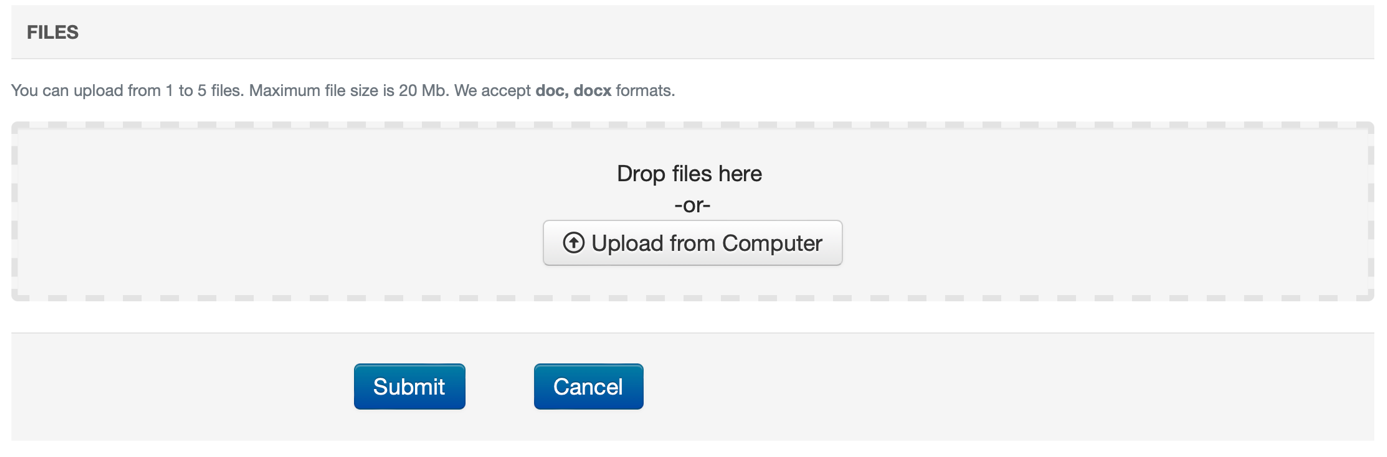 FILES
You can upload from 1 to 5 files. Maximum file size is 20 Mb. We accept doc, docx formats.
Drop files here
-or-
Upload from Computer
Submit
Cancel